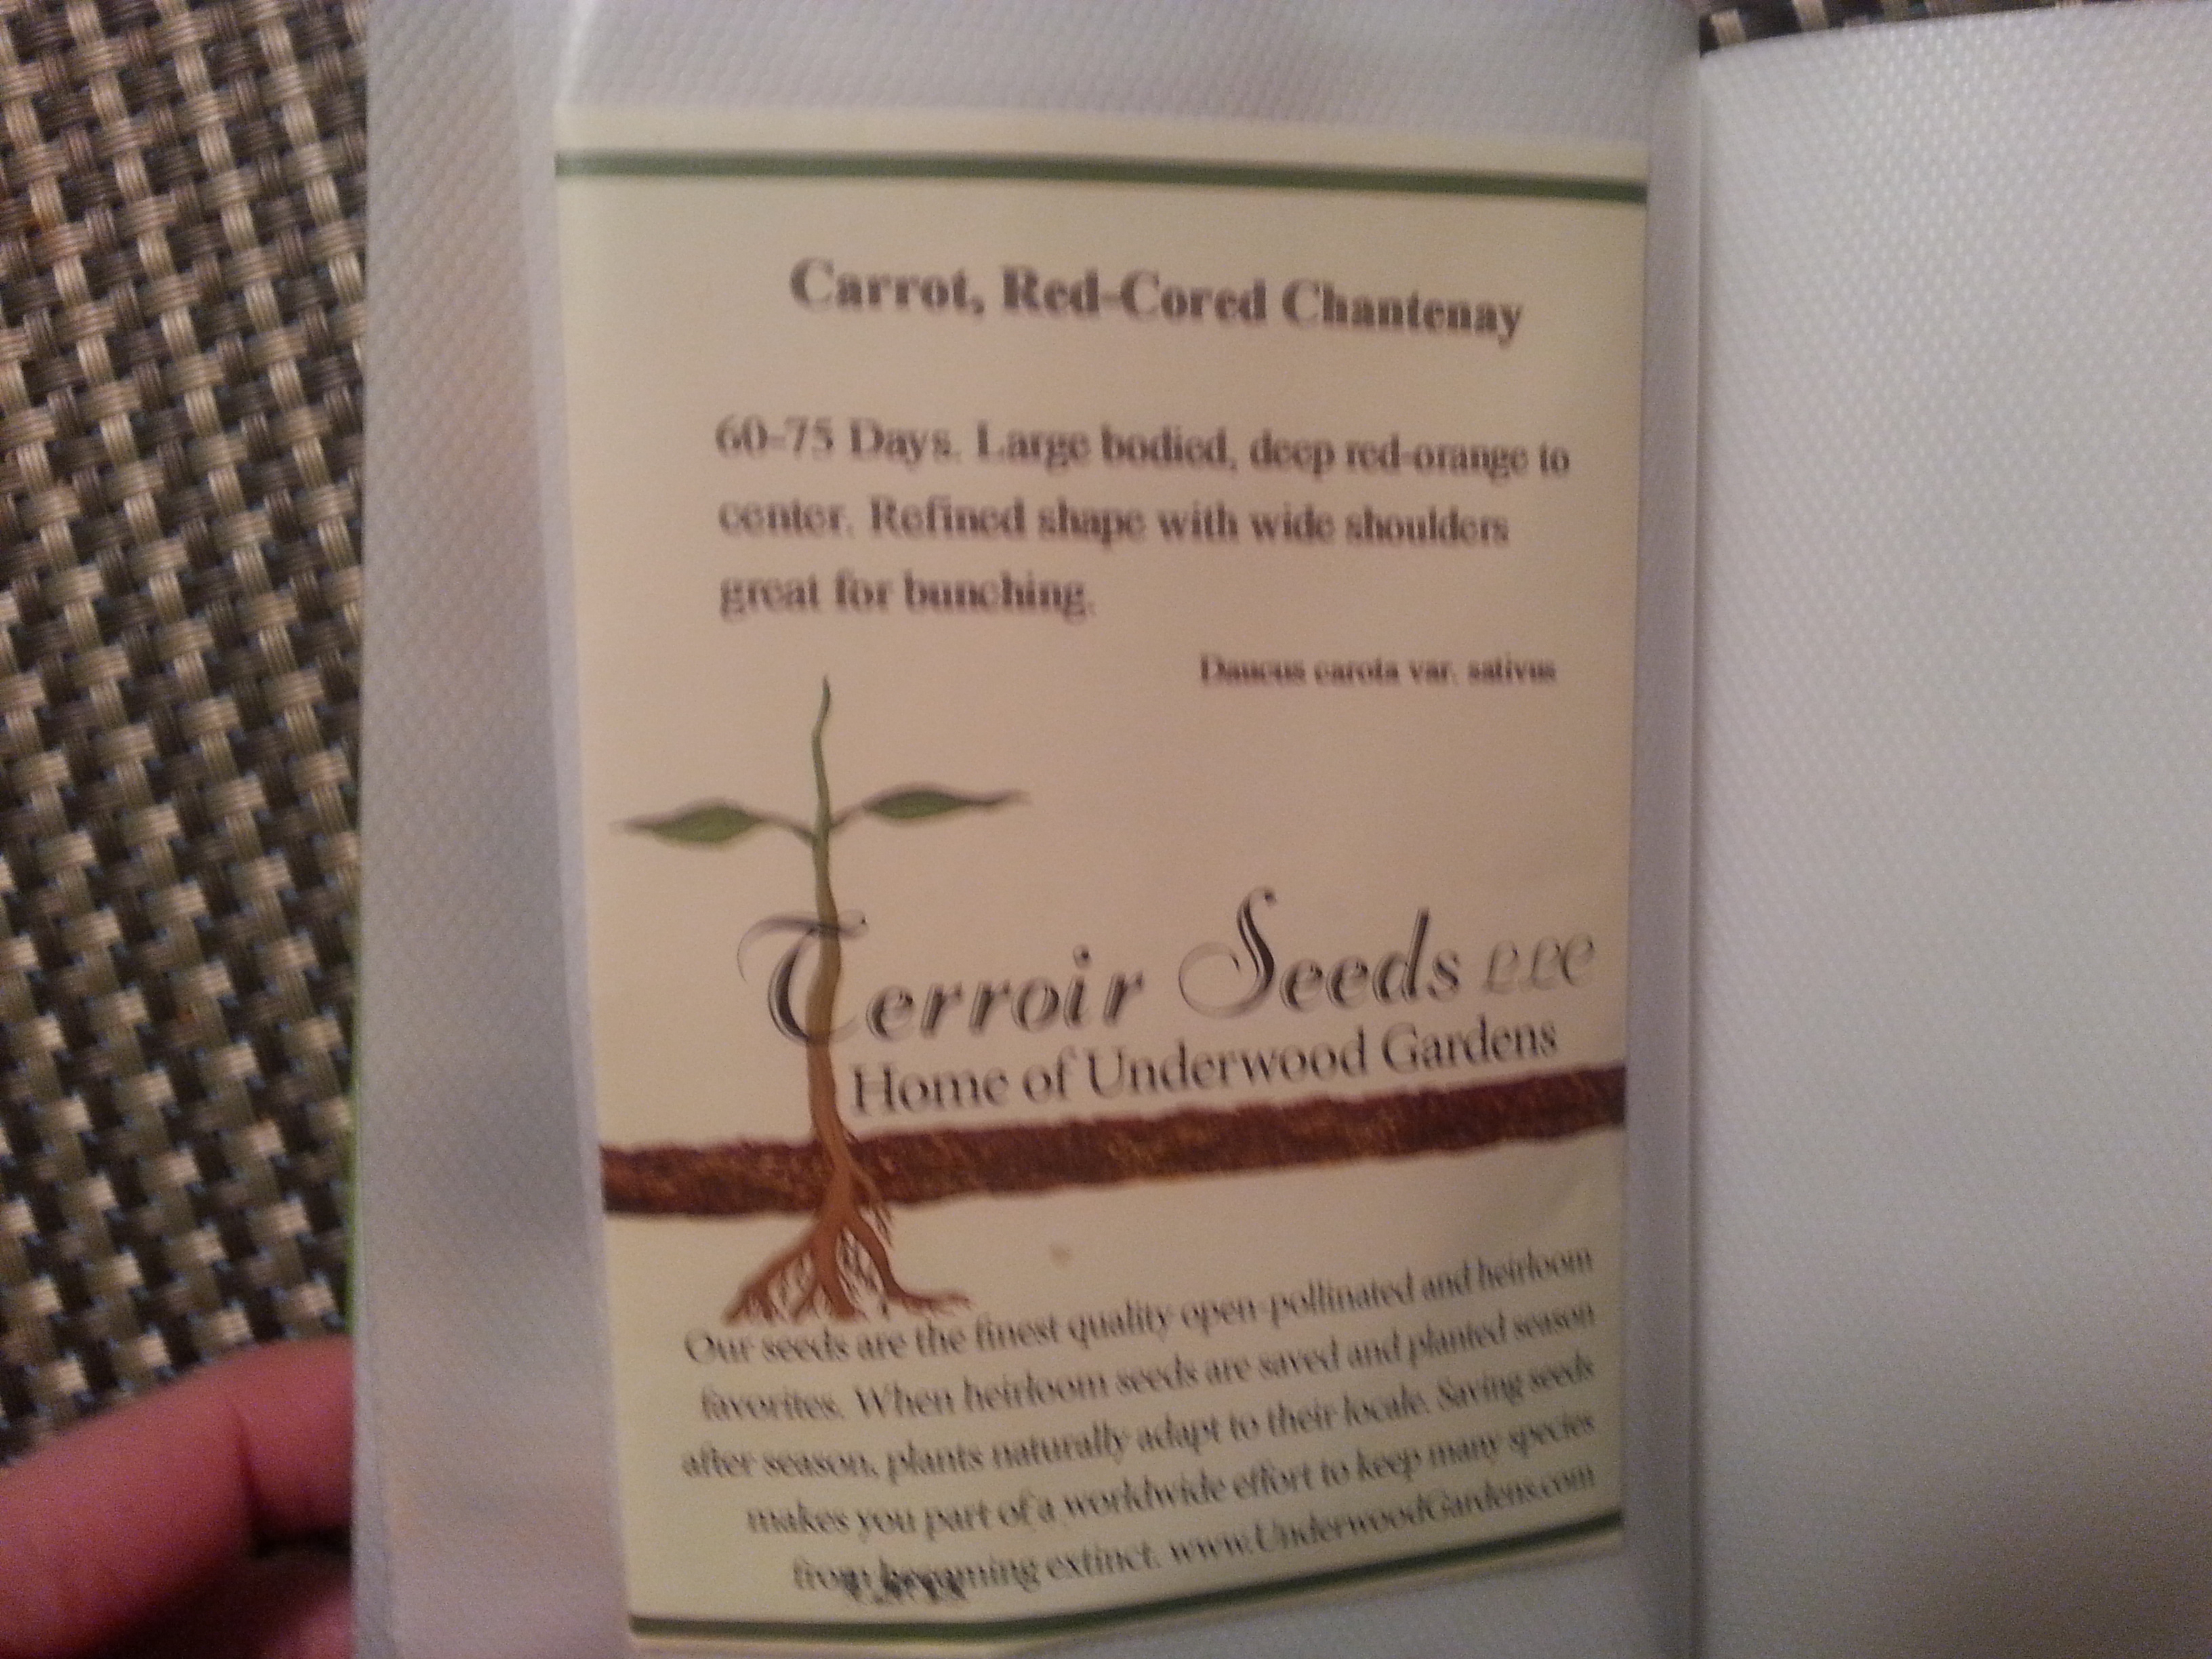 Carrot, Red-Cored Chantenay
60-75 Days. Large bodied, deep red-orange to
center. Refined shape with wide shoulders
great for bunching.
Daucus carota var. sativus
Terroir Seeds LLC
Home of Underwood Gardens
Our seeds are the finest quality open-pollinated and heirloom
favorites. When heirloom seeds are saved and planted season
after season, plants naturally adapt to their locale. Saving seeds
makes you part of a worldwide effort to keep many species
from becoming extinct. www.UnderwoodGardens.com